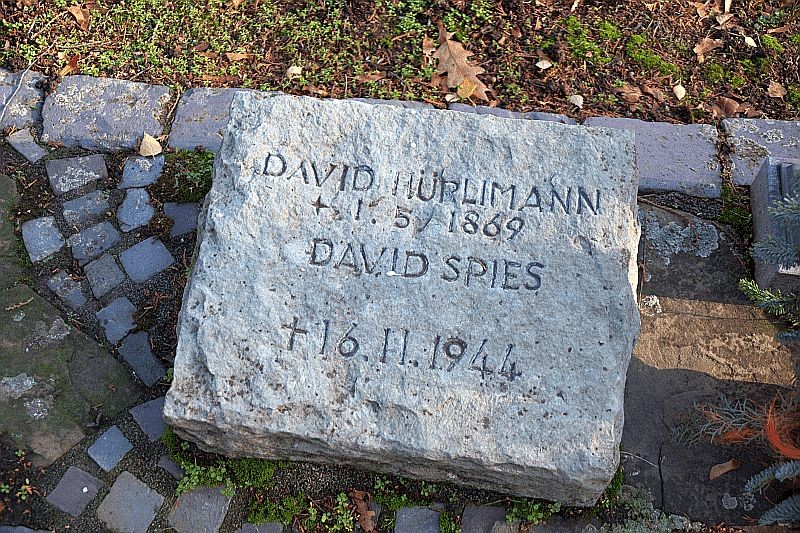 DAVID HÜRLIMANN
+ 1. 5 / 1869
DAVID SPIES
+ 16.11.1944